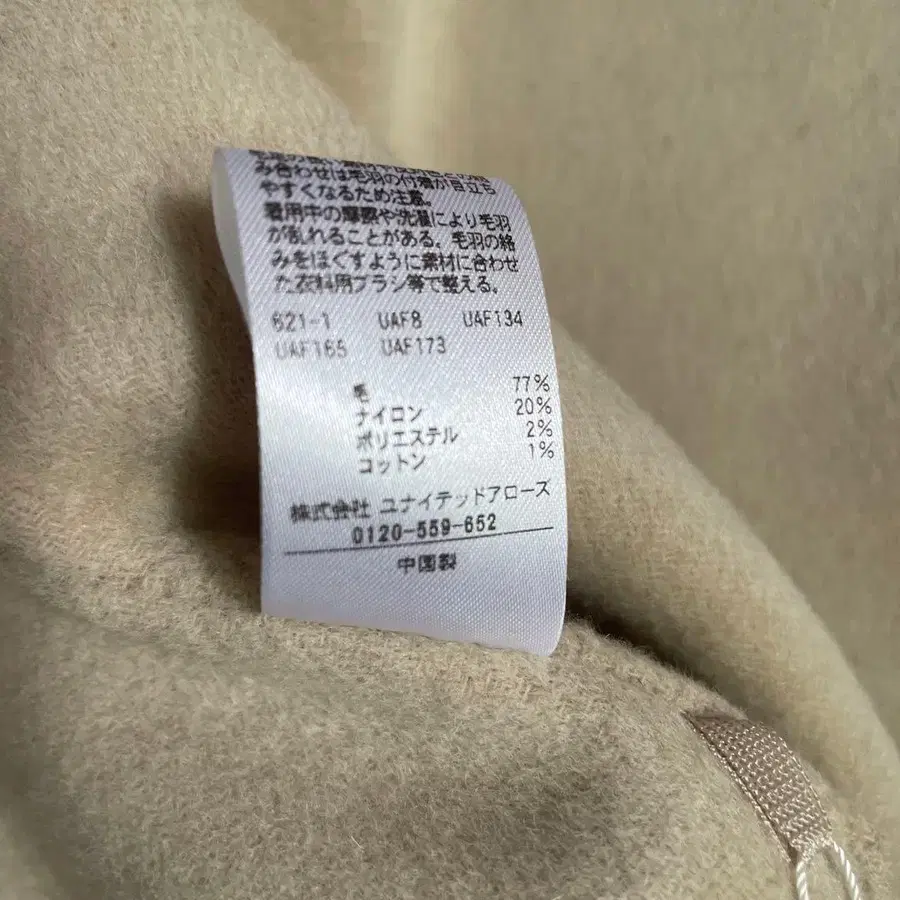 み合わせは毛羽の付着が目立ち
やすくなるため注意。
着用中の摩擦や洗濯により毛羽
が乱れることがある。毛羽の絡
みをほぐすように素材に合わせ
た衣料用ブラシ等で整える。
621-1 UAF8 UAF134
UAF165 UAF173
毛 77%
ナイロン 20%
ポリエステル 2%
コットン 1%
株式会社 ユナイテッドアローズ
0120-559-652
中国製